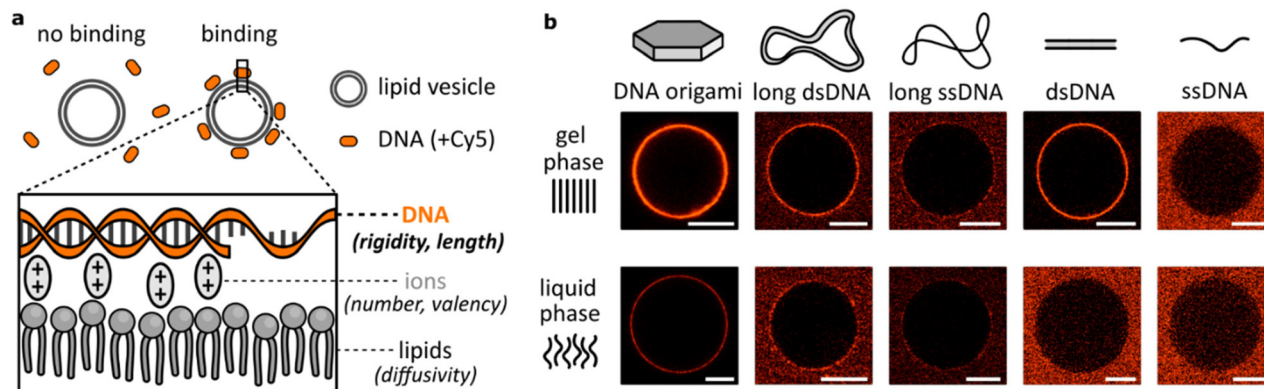 a
no binding
binding
lipid vesicle
DNA (+Cy5)
DNA
(rigidity, length)
++
++
++
++
ions
(number, valency)
lipids
(diffusivity)
b
DNA origami
long dsDNA
long ssDNA
dsDNA
ssDNA
gel
phase
liquid
phase